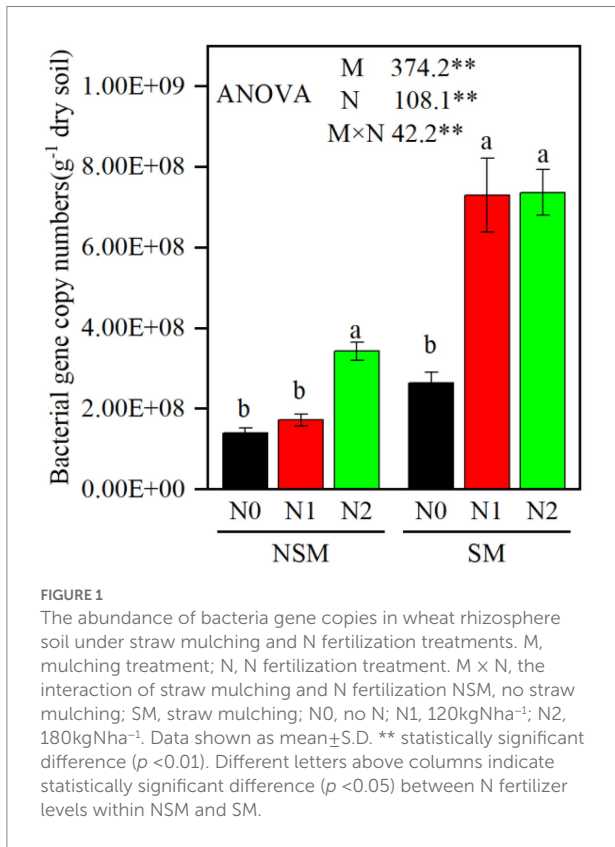 Bacterial gene copy numbers(g⁻¹ dry soil)
1.00E+09
8.00E+08
6.00E+08
4.00E+08
2.00E+08
0.00E+00
ANOVA
M 374.2**
N 108.1**
M×N 42.2**
b
b
a
b
a
a
N0 N1 N2 N0 N1 N2
NSM SM
FIGURE 1
The abundance of bacteria gene copies in wheat rhizosphere
soil under straw mulching and N fertilization treatments. M,
mulching treatment; N, N fertilization treatment. M × N, the
interaction of straw mulching and N fertilization NSM, no straw
mulching; SM, straw mulching; N0, no N; N1, 120kgNha⁻¹; N2,
180kgNha⁻¹. Data shown as mean±S.D. ** statistically significant
difference (p <0.01). Different letters above columns indicate
statistically significant difference (p <0.05) between N fertilizer
levels within NSM and SM.